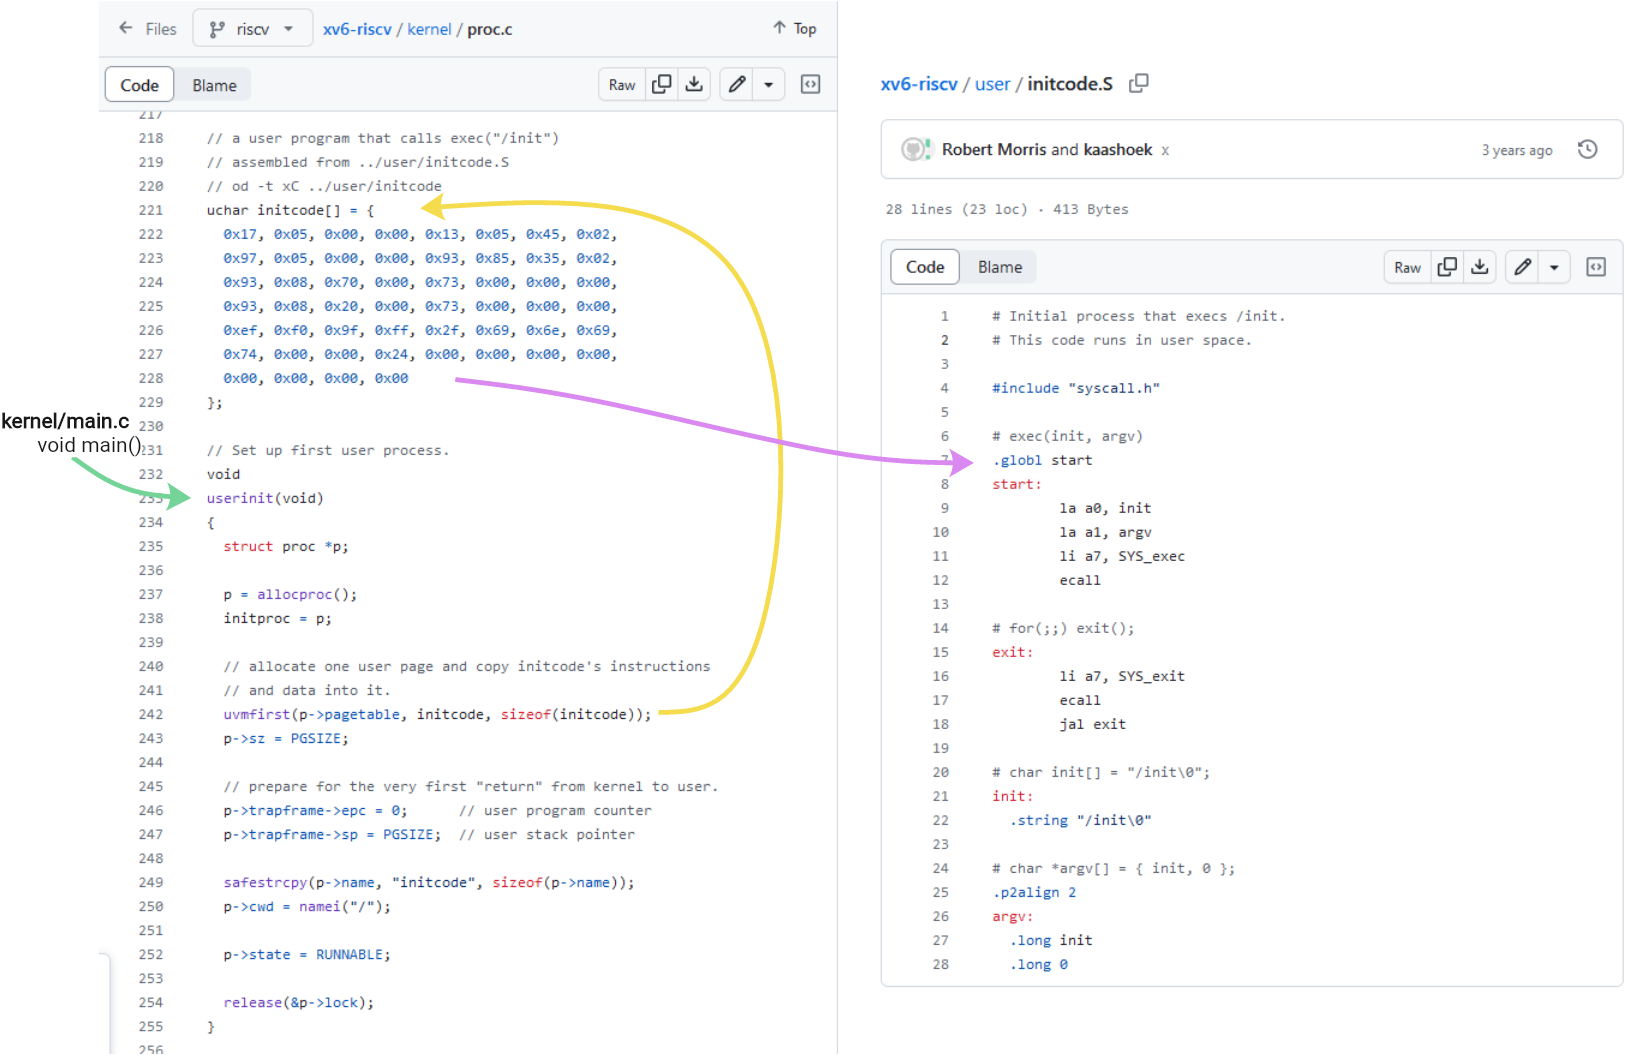 Files riscv xv6-riscv / kernel / proc.c Top
Code Blame Raw
217
218 // a user program that calls exec("/init")
219 // assembled from ../user/initcode.S
220 // od -t xC ../user/initcode
221 uchar initcode[] = {
222 0x17, 0x05, 0x00, 0x00, 0x13, 0x05, 0x45, 0x02,
223 0x97, 0x05, 0x00, 0x00, 0x93, 0x85, 0x35, 0x02,
224 0x93, 0x08, 0x70, 0x00, 0x73, 0x00, 0x00, 0x00,
225 0x93, 0x08, 0x20, 0x00, 0x73, 0x00, 0x00, 0x00,
226 0xef, 0xf0, 0x9f, 0xff, 0x2f, 0x69, 0x6e, 0x69,
227 0x74, 0x00, 0x00, 0x24, 0x00, 0x00, 0x00, 0x00,
228 0x00, 0x00, 0x00, 0x00
229 };
kernel/main.c
230
void main()
231 // Set up first user process.
232 void
233 userinit(void)
234 {
235 struct proc *p;
236
237 p = allocproc();
238 initproc = p;
239
240 // allocate one user page and copy initcode's instructions
241 // and data into it.
242 uvmfirst(p->pagetable, initcode, sizeof(initcode));
243 p->sz = PGSIZE;
244
245 // prepare for the very first "return" from kernel to user.
246 p->trapframe->epc = 0; // user program counter
247 p->trapframe->sp = PGSIZE; // user stack pointer
248
249 safestrcpy(p->name, "initcode", sizeof(p->name));
250 p->cwd = namei("/");
251
252 p->state = RUNNABLE;
253
254 release(&p->lock);
255 }
256
xv6-riscv / user / initcode.S
Robert Morris and kaashoek x 3 years ago
28 lines (23 loc) · 413 Bytes
Code Blame Raw
1 # Initial process that execs /init.
2 # This code runs in user space.
3
4 #include "syscall.h"
5
6 # exec(init, argv)
7 .globl start
8 start:
9 la a0, init
10 la a1, argv
11 li a7, SYS_exec
12 ecall
13
14 # for(;;) exit();
15 exit:
16 li a7, SYS_exit
17 ecall
18 jal exit
19
20 # char init[] = "/init\0";
21 init:
22 .string "/init\0"
23
24 # char *argv[] = { init, 0 };
25 .p2align 2
26 argv:
27 .long init
28 .long 0